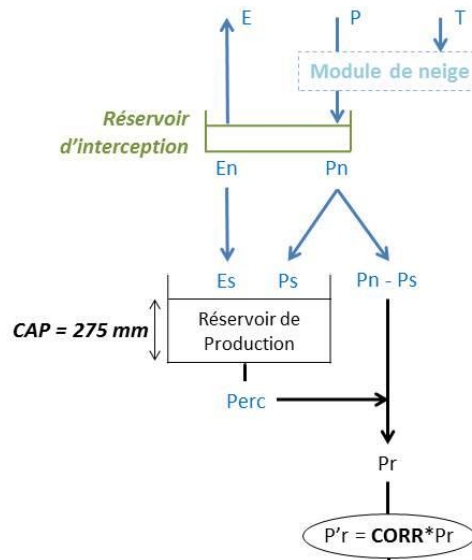 E P T
Module de neige
Réservoir
d'interception
En Pn
Es Ps Pn - Ps
CAP = 275 mm
Réservoir de
Production
Perc
Pr
P'r = CORR*Pr